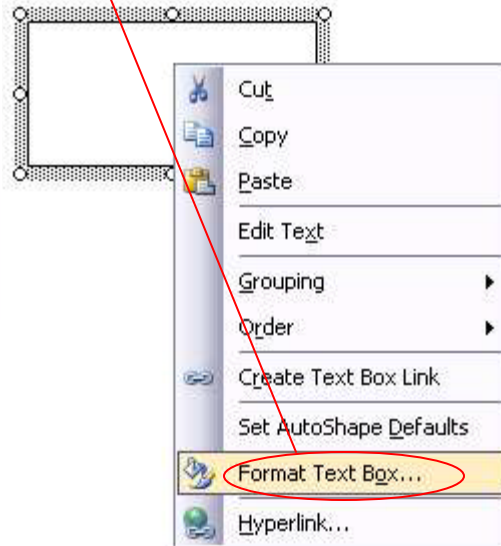 Cut
Copy
Paste
Edit Text
Grouping
Order
Create Text Box Link
Set AutoShape Defaults
Format Text Box...
Hyperlink...